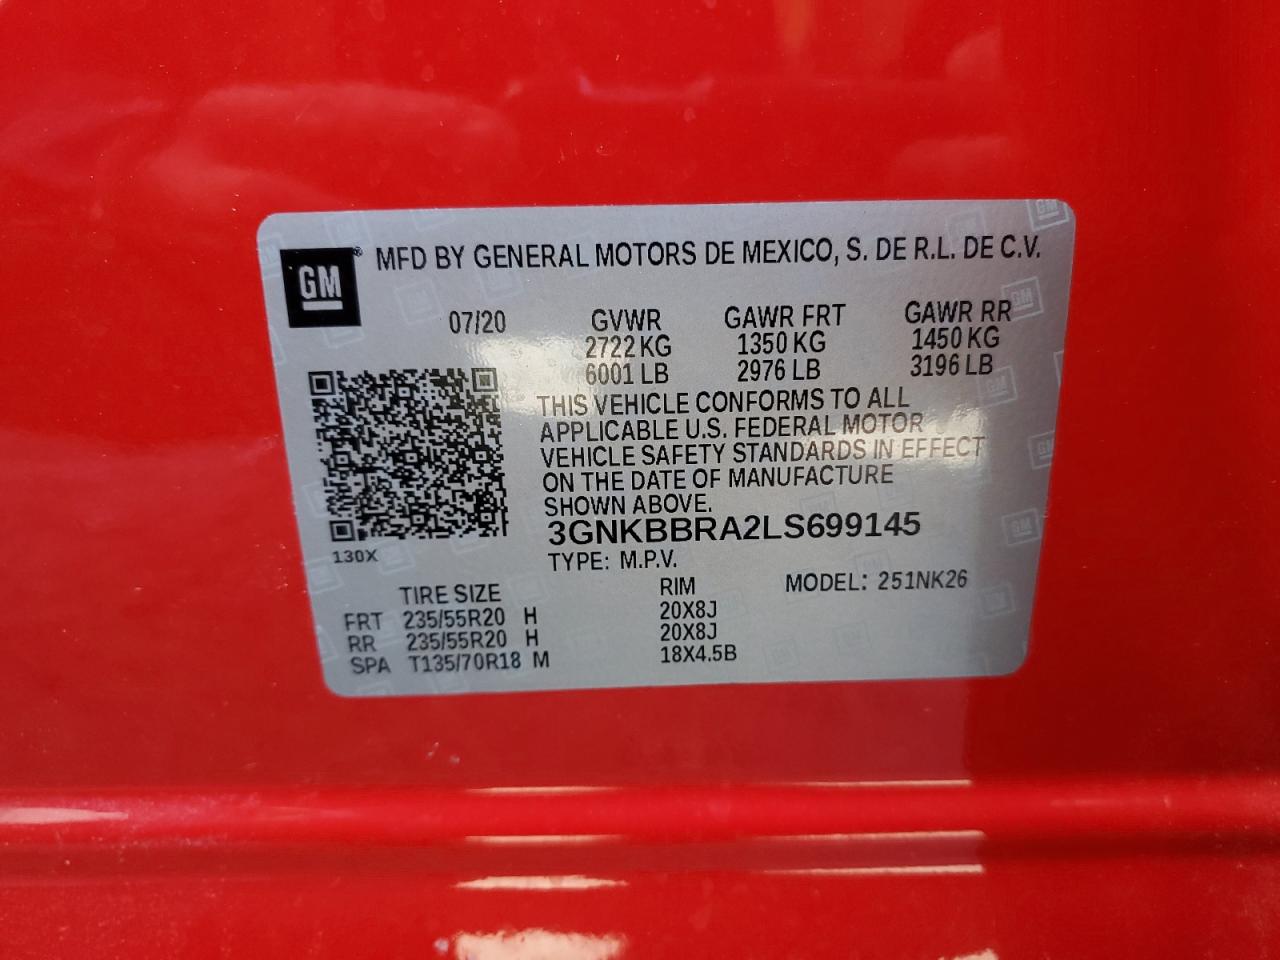 GM® MFD BY GENERAL MOTORS DE MEXICO, S. DE R.L. DE C.V.
07/20 GVWR GAWR FRT GAWR RR
2722 KG 1350 KG 1450 KG
6001 LB 2976 LB 3196 LB
THIS VEHICLE CONFORMS TO ALL
APPLICABLE U.S. FEDERAL MOTOR
VEHICLE SAFETY STANDARDS IN EFFECT
ON THE DATE OF MANUFACTURE
SHOWN ABOVE.
3GNKBBRA2LS699145
130X
TYPE: M.P.V.
TIRE SIZE RIM MODEL: 251NK26
FRT 235/55R20 H 20X8J
RR 235/55R20 H 20X8J
SPA T135/70R18 M 18X4.5B